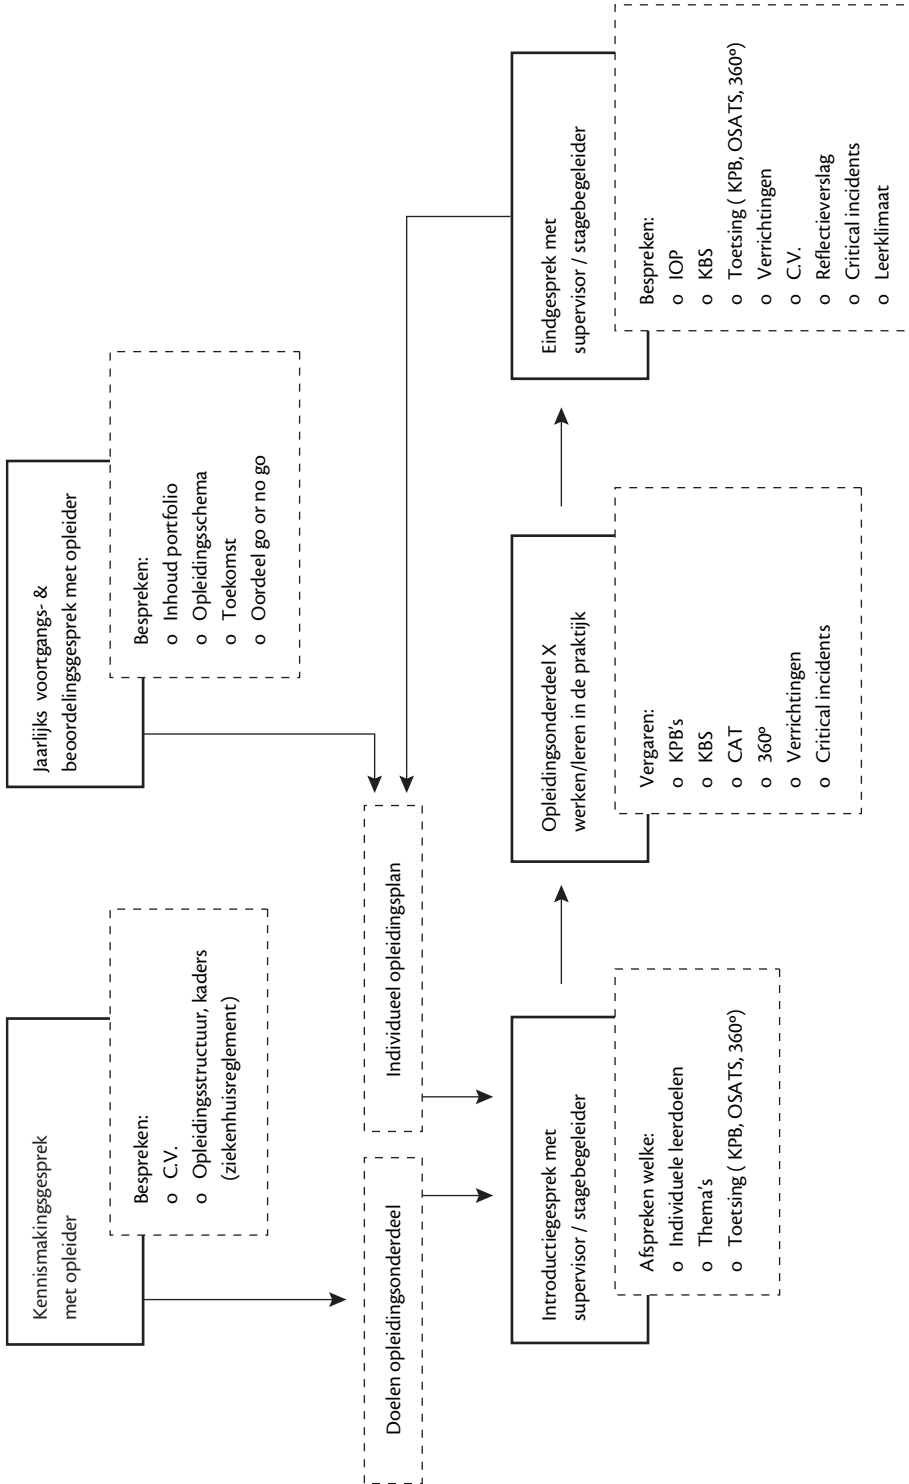 Kennismakingsgesprek
met opleider
Bespreken:
o C.V.
o Opleidingsstructuur, kaders
(ziekenhuisreglement)
Jaarlijks voortgangs- &
beoordelingsgesprek met opleider
Bespreken:
o Inhoud portfolio
o Opleidingsschema
o Toekomst
o Oordeel go or no go
Doelen opleidingsonderdeel
Individueel opleidingsplan
Introductiegesprek met
supervisor / stagebegeleider
Afspreken welke:
o Individuele leerdoelen
o Thema's
o Toetsing ( KPB, OSATS, 360º)
Opleidingsonderdeel X
werken/leren in de praktijk
Vergaren:
o KPB's
o KBS
o CAT
o 360º
o Verrichtingen
o Critical incidents
Eindgesprek met
supervisor / stagebegeleider
Bespreken:
o IOP
o KBS
o Toetsing ( KPB, OSATS, 360º)
o Verrichtingen
o C.V.
o Reflectieverslag
o Critical incidents
o Leerklimaat